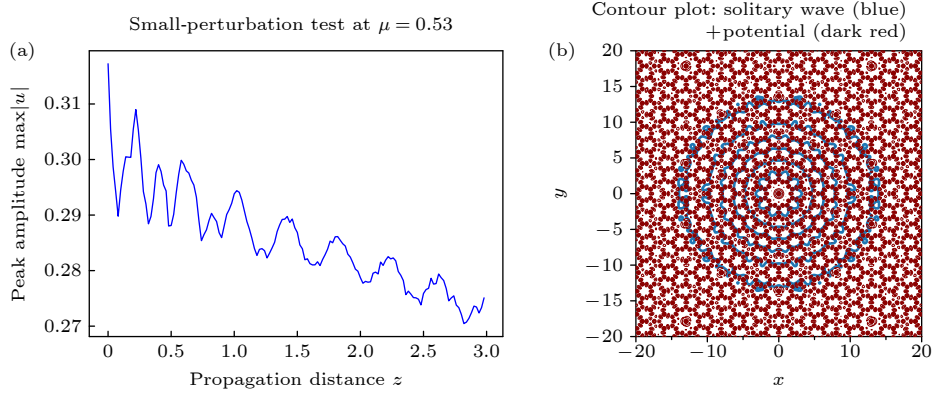 Small-perturbation test at μ = 0.53
(a)
Peak amplitude max|u|
0.31
0.30
0.29
0.28
0.27
0
0.5
1.0
1.5
2.0
2.5
3.0
Propagation distance z
Contour plot: solitary wave (blue)
+potential (dark red)
(b)
y
20
15
10
5
0
−5
−10
−15
20
−20
−10
0
10
20
x